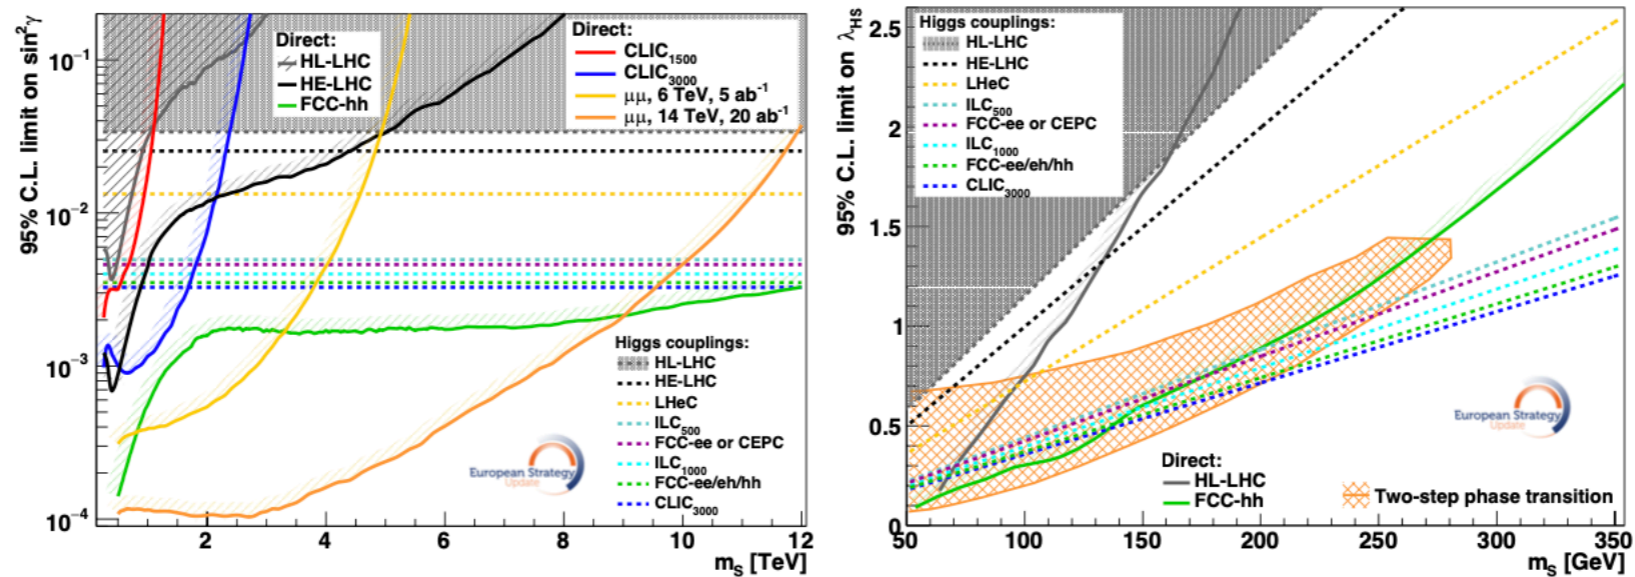 95% C.L. limit on sin²γ
10⁻¹
10⁻²
10⁻³
10⁻⁴
Direct:
HL-LHC
HE-LHC
FCC-hh
Direct:
CLIC₁₅₀₀
CLIC₃₀₀₀
μμ, 6 TeV, 5 ab⁻¹
μμ, 14 TeV, 20 ab⁻¹
Higgs couplings:
HL-LHC
HE-LHC
LHeC
ILC₅₀₀
FCC-ee or CEPC
ILC₁₀₀₀
FCC-ee/eh/hh
CLIC₃₀₀₀
European Strategy
Update
2 4 6 8 10 12
mS [TeV]
95% C.L. limit on λHS
2.5
2
1.5
1
0.5
0
Higgs couplings:
HL-LHC
HE-LHC
LHeC
ILC₅₀₀
FCC-ee or CEPC
ILC₁₀₀₀
FCC-ee/eh/hh
CLIC₃₀₀₀
European Strategy
Update
Direct:
HL-LHC
FCC-hh
Two-step phase transition
50 100 150 200 250 300 350
mS [GeV]